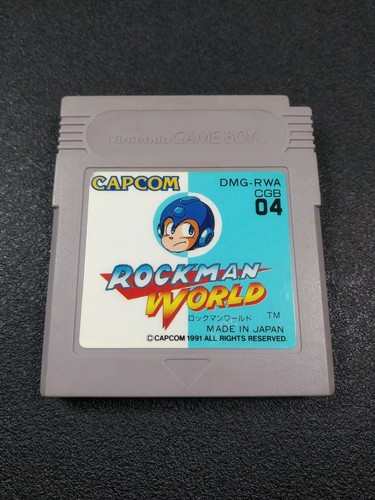 Nintendo GAME BOY
CAPCOM
DMG-RWA
CGB
04
ROCKMAN
WORLD
TM
ロックマンワールド
MADE IN JAPAN
©CAPCOM 1991 ALL RIGHTS RESERVED.